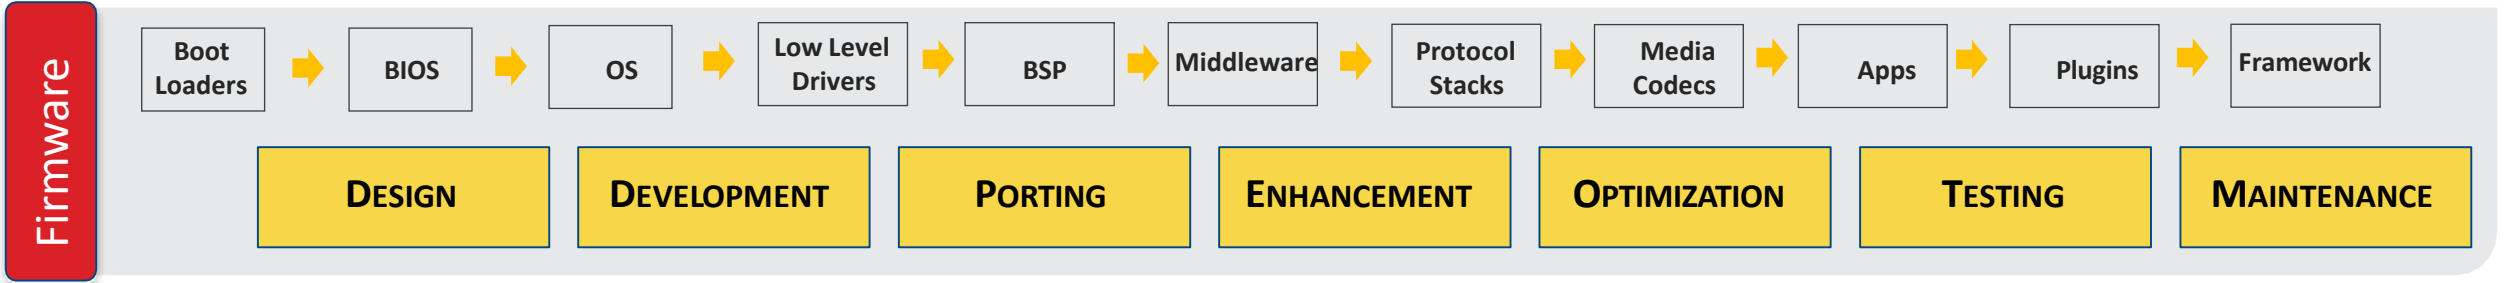 Firmware
Boot
Loaders
BIOS
OS
Low Level
Drivers
BSP
Middleware
Protocol
Stacks
Media
Codecs
Apps
Plugins
Framework
DESIGN
DEVELOPMENT
PORTING
ENHANCEMENT
OPTIMIZATION
TESTING
MAINTENANCE